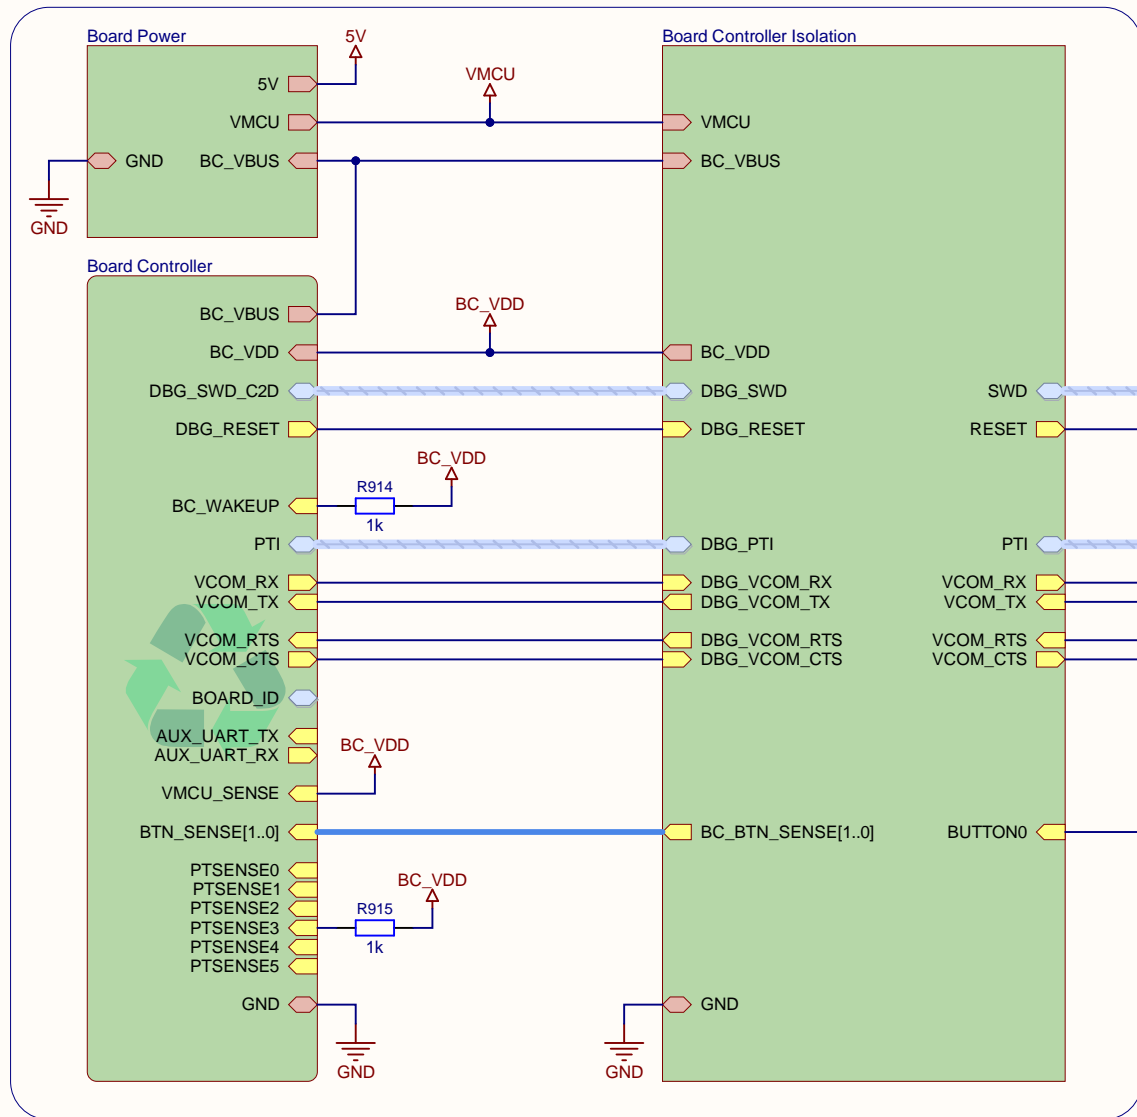 Board Power
5V
5V
VMCU
BC_VBUS
GND
GND
VMCU
Board Controller Isolation
VMCU
BC_VBUS
Board Controller
BC_VBUS
BC_VDD
BC_VDD
BC_VDD
DBG_SWD_C2D
DBG_SWD
SWD
DBG_RESET
DBG_RESET
RESET
BC_VDD
BC_WAKEUP
R914
1k
PTI
DBG_PTI
PTI
VCOM_RX
DBG_VCOM_RX
VCOM_RX
VCOM_TX
DBG_VCOM_TX
VCOM_TX
VCOM_RTS
DBG_VCOM_RTS
VCOM_RTS
VCOM_CTS
DBG_VCOM_CTS
VCOM_CTS
BOARD_ID
AUX_UART_TX
AUX_UART_RX
BC_VDD
VMCU_SENSE
BTN_SENSE[1..0]
BC_BTN_SENSE[1..0]
BUTTON0
PTSENSE0
PTSENSE1
PTSENSE2
PTSENSE3
PTSENSE4
PTSENSE5
BC_VDD
R915
1k
GND
GND
GND
GND